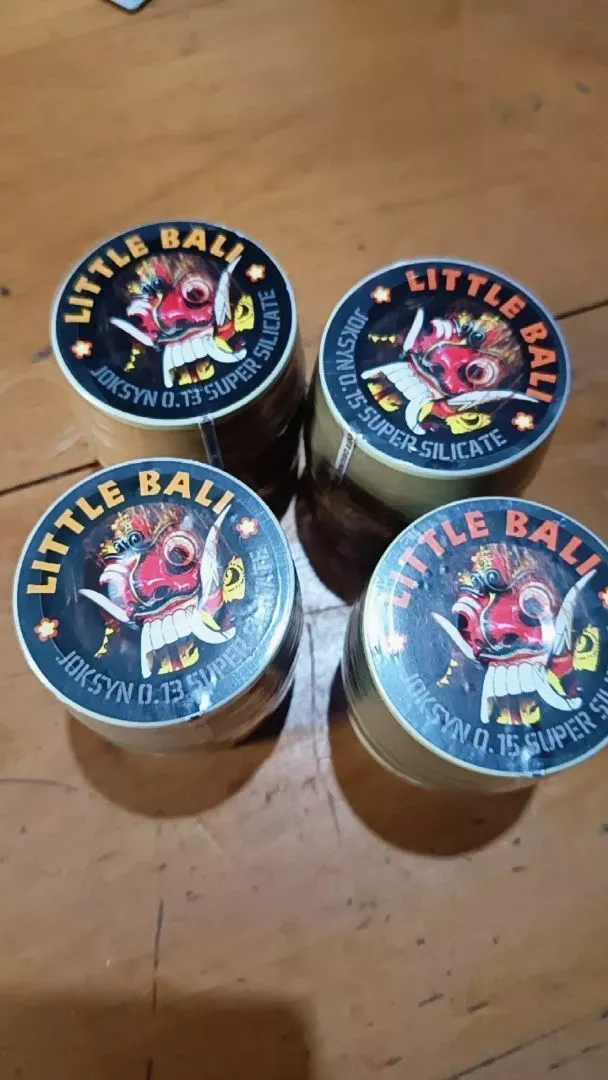 LITTLE BALI
JOKSYN 0.13 SUPER SILICATE
LITTLE BALI
JOKSYN 0.15 SUPER SILICATE
LITTLE BALI
JOKSYN 0.13 SUPER
LITTLE BALI
JOKSYN 0.15 SUPER